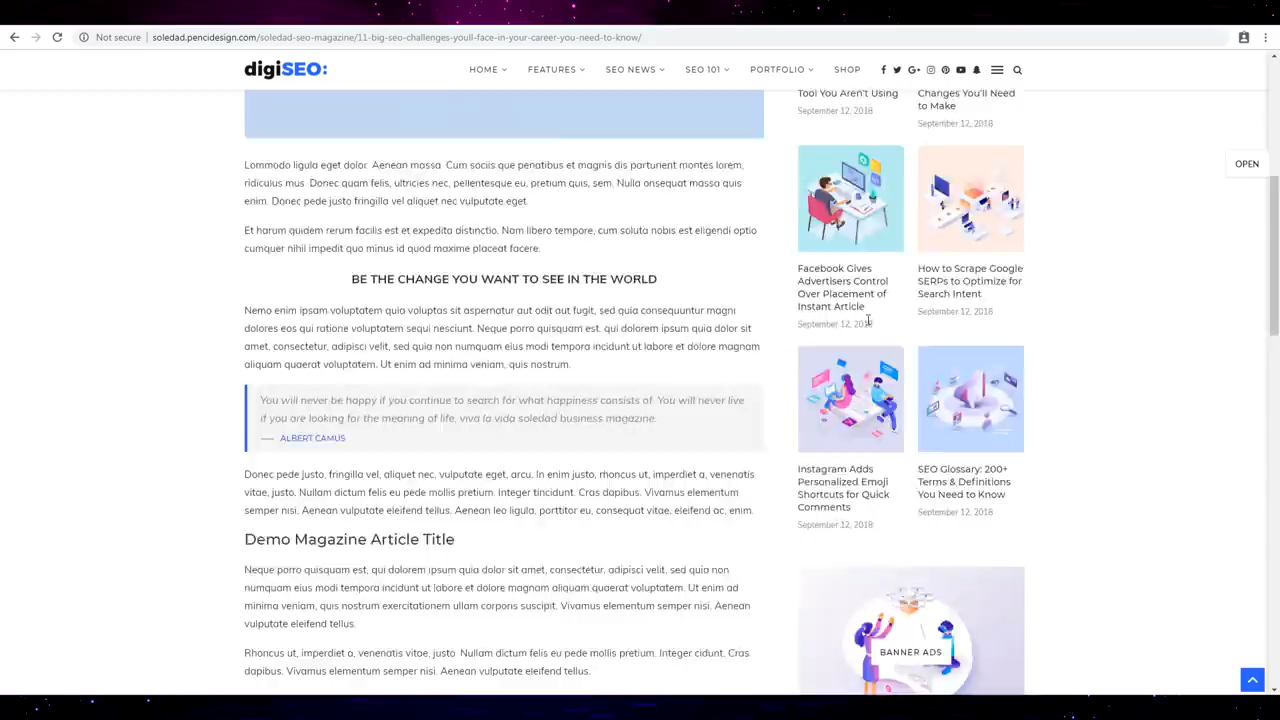 Not secure
soledad.pencidesign.com/soledad-seo-magazine/11-big-seo-challenges-youll-face-in-your-career-you-need-to-know/
digiSEO:
HOME
FEATURES
SEO NEWS
SEO 101
PORTFOLIO
SHOP
Lommodo ligula eget dolor. Aenean massa. Cum sociis que penatibus et magnis dis parturient montes lorem,
ridiculus mus. Donec quam felis, ultricies nec, pellentesque eu, pretium quis, sem. Nulla onsequat massa quis
enim. Donec pede justo fringilla vel aliquet nec vulputate eget.
Et harum quidem rerum facilis est et expedita distinctio. Nam libero tempore, cum soluta nobis est eligendi optio
cumquer nihil impedit quo minus id quod maxime placeat facere.
BE THE CHANGE YOU WANT TO SEE IN THE WORLD
Nemo enim ipsam voluptatem quia voluptas sit aspernatur aut odit aut fugit, sed quia consequuntur magni
dolores eos qui ratione voluptatem sequi nesciunt. Neque porro quisquam est, qui dolorem ipsum quia dolor sit
amet, consectetur, adipisci velit, sed quia non numquam eius modi tempora incidunt ut labore et dolore magnam
aliquam quaerat voluptatem. Ut enim ad minima veniam, quis nostrum.
You will never be happy if you continue to search for what happiness consists of. You will never live
if you are looking for the meaning of life, viva la vida soledad business magazine.
— ALBERT CAMUS
Donec pede justo, fringilla vel, aliquet nec, vulputate eget, arcu. In enim justo, rhoncus ut, imperdiet a, venenatis
vitae, justo. Nullam dictum felis eu pede mollis pretium. Integer tincidunt. Cras dapibus. Vivamus elementum
semper nisi. Aenean vulputate eleifend tellus. Aenean leo ligula, porttitor eu, consequat vitae, eleifend ac, enim.
Demo Magazine Article Title
Neque porro quisquam est, qui dolorem ipsum quia dolor sit amet, consectetur, adipisci velit, sed quia non
numquam eius modi tempora incidunt ut labore et dolore magnam aliquam quaerat voluptatem. Ut enim ad
minima veniam, quis nostrum exercitationem ullam corporis suscipit. Vivamus elementum semper nisi. Aenean
vulputate eleifend tellus.
Rhoncus ut, imperdiet a, venenatis vitae, justo. Nullam dictum felis eu pede mollis pretium. Integer cidunt. Cras
dapibus. Vivamus elementum semper nisi. Aenean vulputate eleifend tellus.
Tool You Aren't Using
September 12, 2018
Changes You'll Need
to Make
September 12, 2018
Facebook Gives
Advertisers Control
Over Placement of
Instant Article
September 12, 2018
How to Scrape Google
SERPs to Optimize for
Search Intent
September 12, 2018
Instagram Adds
Personalized Emoji
Shortcuts for Quick
Comments
September 12, 2018
SEO Glossary: 200+
Terms & Definitions
You Need to Know
September 12, 2018
BANNER ADS
OPEN